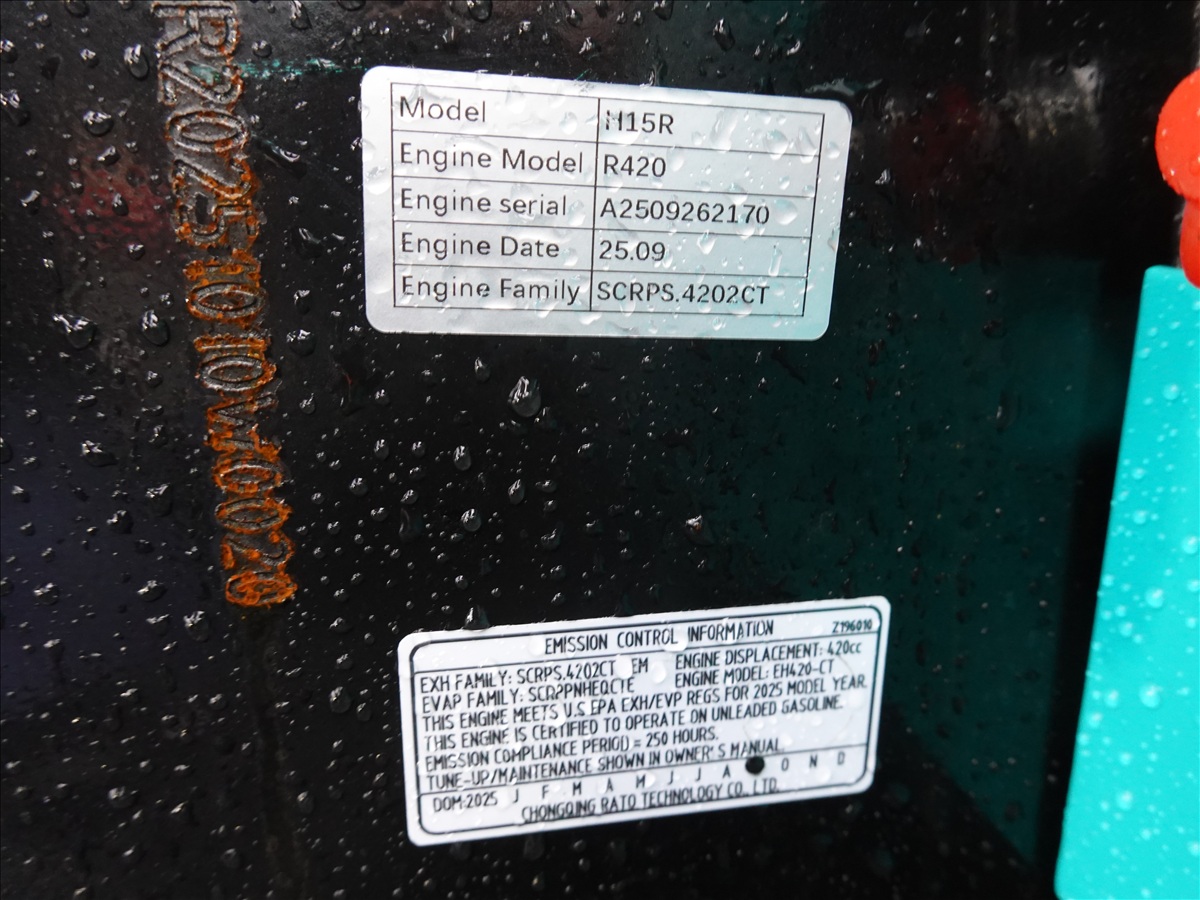 R20251010W0020
Model H15R
Engine Model R420
Engine serial A2509262170
Engine Date 25.09
Engine Family SCRPS.4202CT
EMISSION CONTROL INFORMATION Z196010
EXH FAMILY: SCRPS.4202CT EM ENGINE DISPLACEMENT: 420cc
EVAP FAMILY: SCRPPNHEQCTE ENGINE MODEL: EH420-CT
THIS ENGINE MEETS U.S EPA EXH/EVP REGS FOR 2025 MODEL YEAR.
THIS ENGINE IS CERTIFIED TO OPERATE ON UNLEADED GASOLINE.
EMISSION COMPLIANCE PERIOD = 250 HOURS.
TUNE-UP/MAINTENANCE SHOWN IN OWNER'S MANUAL
DOM:2025 J F M A M J J A O N D
CHONGQING RATO TECHNOLOGY CO., LTD.